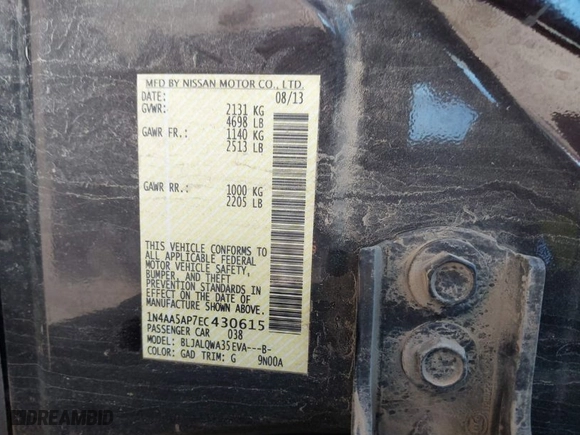 MFD BY NISSAN MOTOR CO., LTD.
DATE: 08/13
GVWR: 2131 KG
4698 LB
GAWR FR.: 1140 KG
2513 LB
GAWR RR.: 1000 KG
2205 LB
THIS VEHICLE CONFORMS TO
ALL APPLICABLE FEDERAL
MOTOR VEHICLE SAFETY,
BUMPER, AND THEFT
PREVENTION STANDARDS IN
EFFECT ON THE DATE OF
MANUFACTURE SHOWN ABOVE.
1N4AA5AP7EC430615
PASSENGER CAR 038
MODEL: BLJALQWA35EVA---B-
COLOR: GAD TRIM: G 9N00A
DREAMBID